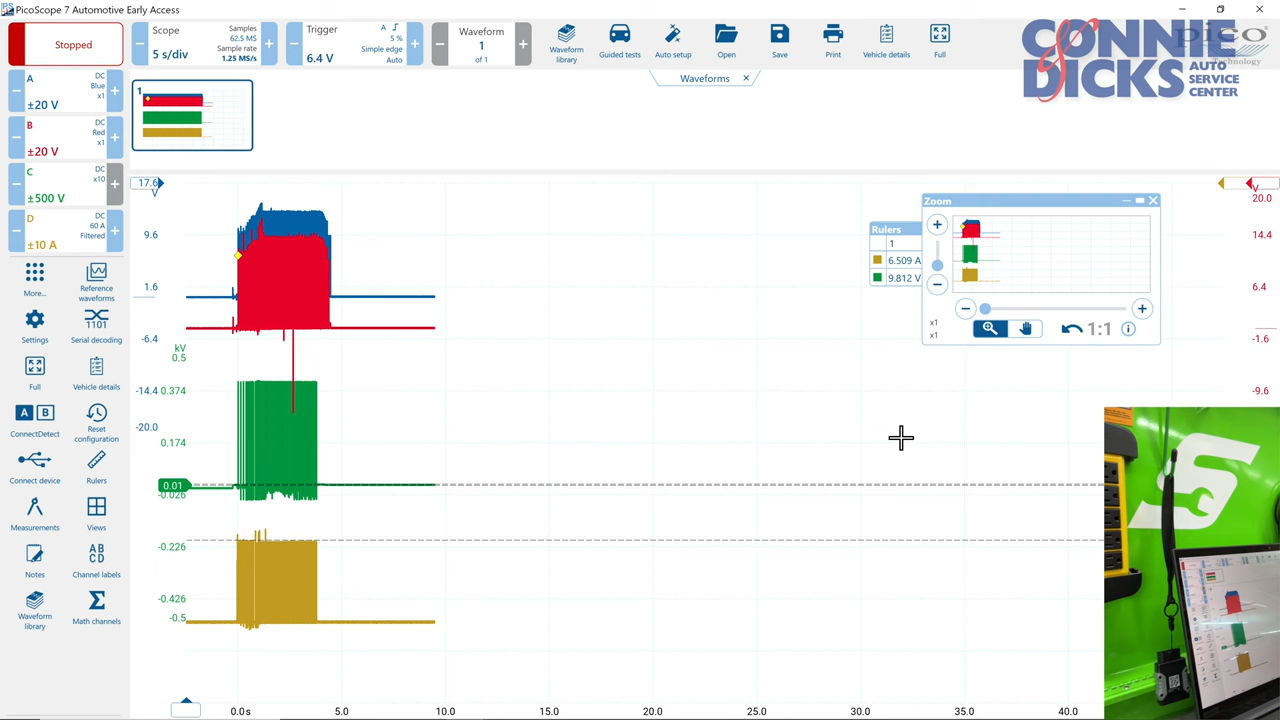 PicoScope 7 Automotive Early Access
Stopped
Scope
5 s/div
Samples
62.5 MS
Sample rate
1.25 MS/s
Trigger
6.4 V
A
5 %
Simple edge
Auto
Waveform
1
of 1
Waveform
library
Guided tests
Auto setup
Open
Save
Print
Vehicle details
Full
CONNIE
&
DICKS
AUTO
SERVICE
CENTER
pico
Technology
A
DC
Blue
x1
±20 V
B
DC
Red
x1
±20 V
C
DC
x10
±500 V
D
DC
60 A
Filtered
±10 A
Waveforms
1
More...
Reference
waveforms
Settings
1101
Serial decoding
Full
Vehicle details
A B
ConnectDetect
Reset
configuration
Connect device
Rulers
Measurements
Views
Notes
AB
CD
Channel labels
Waveform
library
Σ
Math channels
17.6
V
9.6
1.6
-6.4
-14.4
-20.0
kV
0.5
0.374
0.174
0.01
-0.026
-0.226
-0.426
-0.5
Rulers
1
6.509 A
9.812 V
Zoom
x1
x1
1:1
V
20.0
14.4
6.4
-1.6
-9.6
0.0s
5.0
10.0
15.0
20.0
25.0
30.0
35.0
40.0